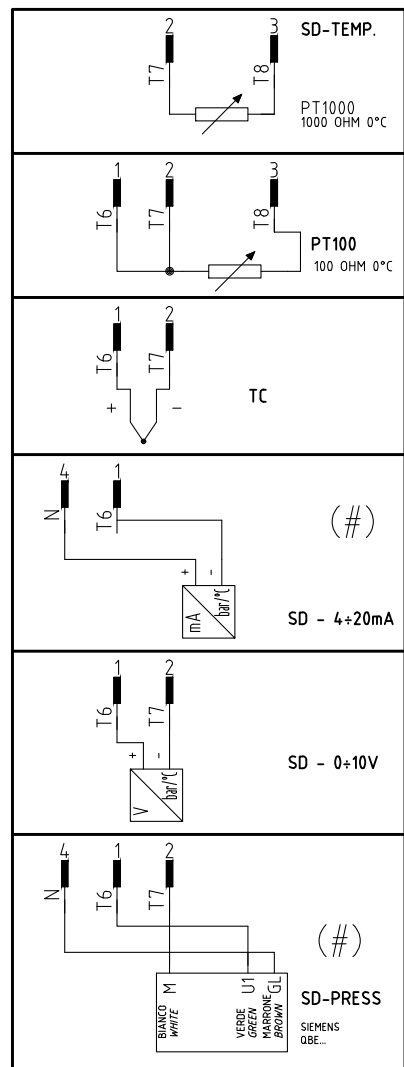 2 3 SD-TEMP.
T7 T8
PT1000
1000 OHM 0°C
1 2 3
T6 T7 T8
PT100
100 OHM 0°C
1 2
T6 T7
+ - TC
4 1
N T6 (#)
+ -
mA bar/°C
SD - 4÷20mA
1 2
T6 T7
+ -
V bar/°C
SD - 0÷10V
4 1 2
N T6 T7
(#)
M U1 GL
BIANCO VERDE MARRONE
WHITE GREEN BROWN
SD-PRESS
SIEMENS
QBE...